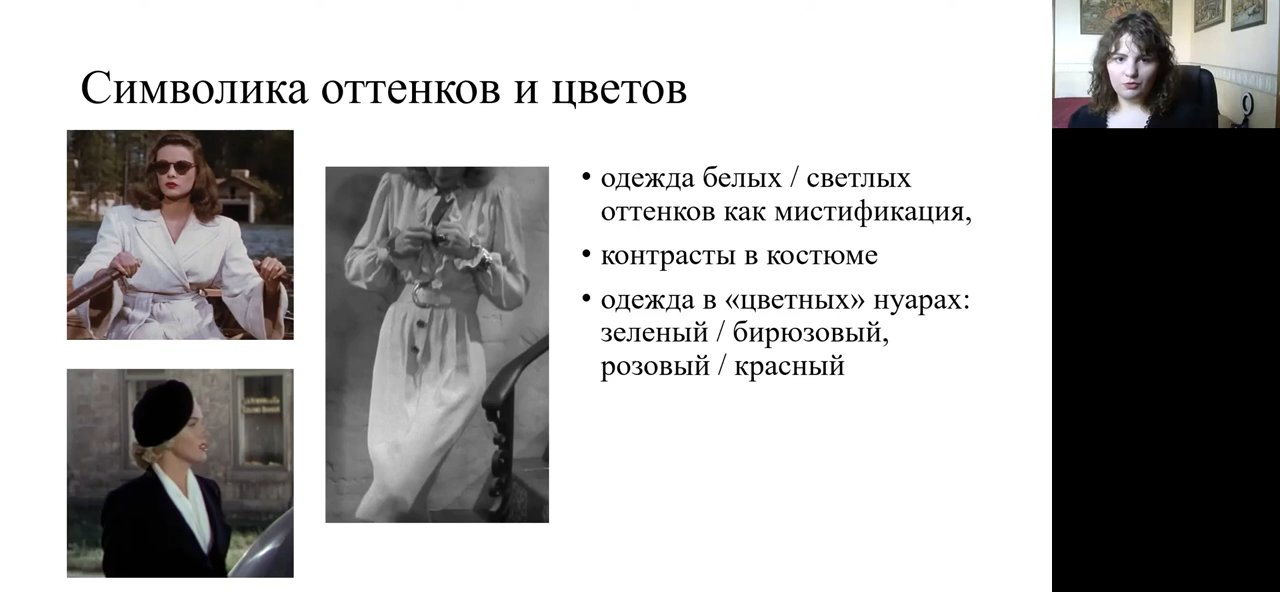 Символика оттенков и цветов
• одежда белых / светлых
оттенков как мистификация,
• контрасты в костюме
• одежда в «цветных» нуарах:
зеленый / бирюзовый,
розовый / красный